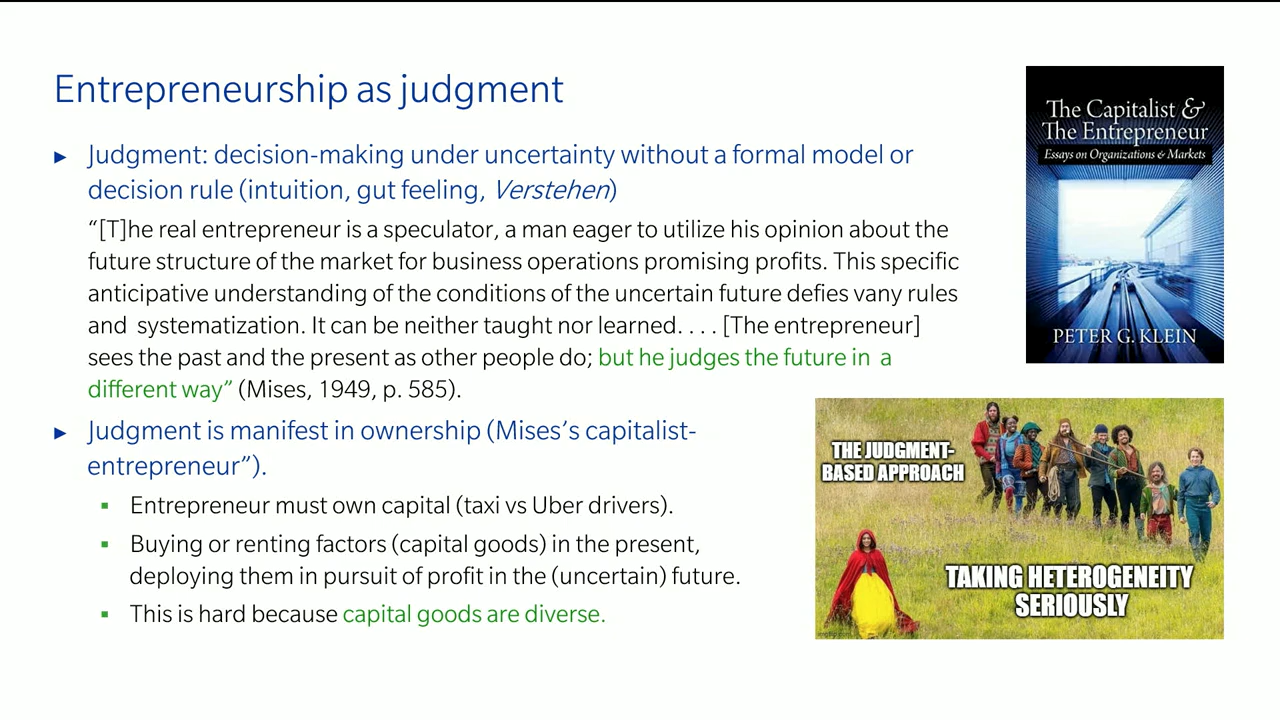 Entrepreneurship as judgment
Judgment: decision-making under uncertainty without a formal model or
decision rule (intuition, gut feeling, Verstehen)
“[T]he real entrepreneur is a speculator, a man eager to utilize his opinion about the
future structure of the market for business operations promising profits. This specific
anticipative understanding of the conditions of the uncertain future defies vany rules
and systematization. It can be neither taught nor learned. . . . [The entrepreneur]
sees the past and the present as other people do; but he judges the future in a
different way” (Mises, 1949, p. 585).
Judgment is manifest in ownership (Mises’s capitalist-
entrepreneur”).
Entrepreneur must own capital (taxi vs Uber drivers).
Buying or renting factors (capital goods) in the present,
deploying them in pursuit of profit in the (uncertain) future.
This is hard because capital goods are diverse.
The Capitalist &
The Entrepreneur
Essays on Organizations & Markets
PETER G. KLEIN
THE JUDGMENT-
BASED APPROACH
TAKING HETEROGENEITY
SERIOUSLY